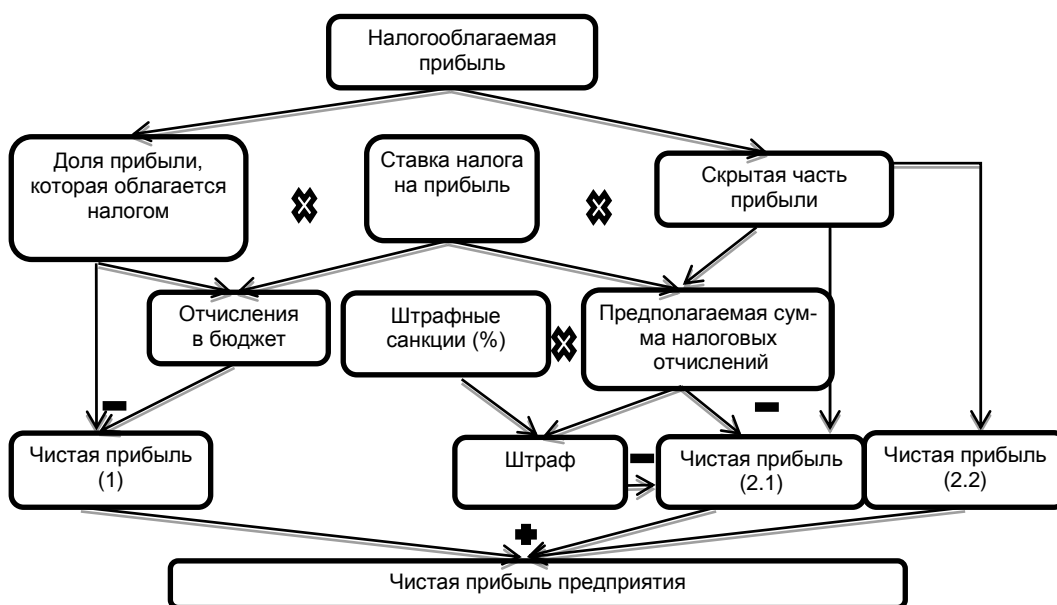 Налогооблагаемая
прибыль
Доля прибыли,
которая облагается
налогом
Ставка налога
на прибыль
Скрытая часть
прибыли
Отчисления
в бюджет
Штрафные
санкции (%)
Предполагаемая сум-
ма налоговых
отчислений
Чистая прибыль
(1)
Штраф
Чистая прибыль
(2.1)
Чистая прибыль
(2.2)
Чистая прибыль предприятия